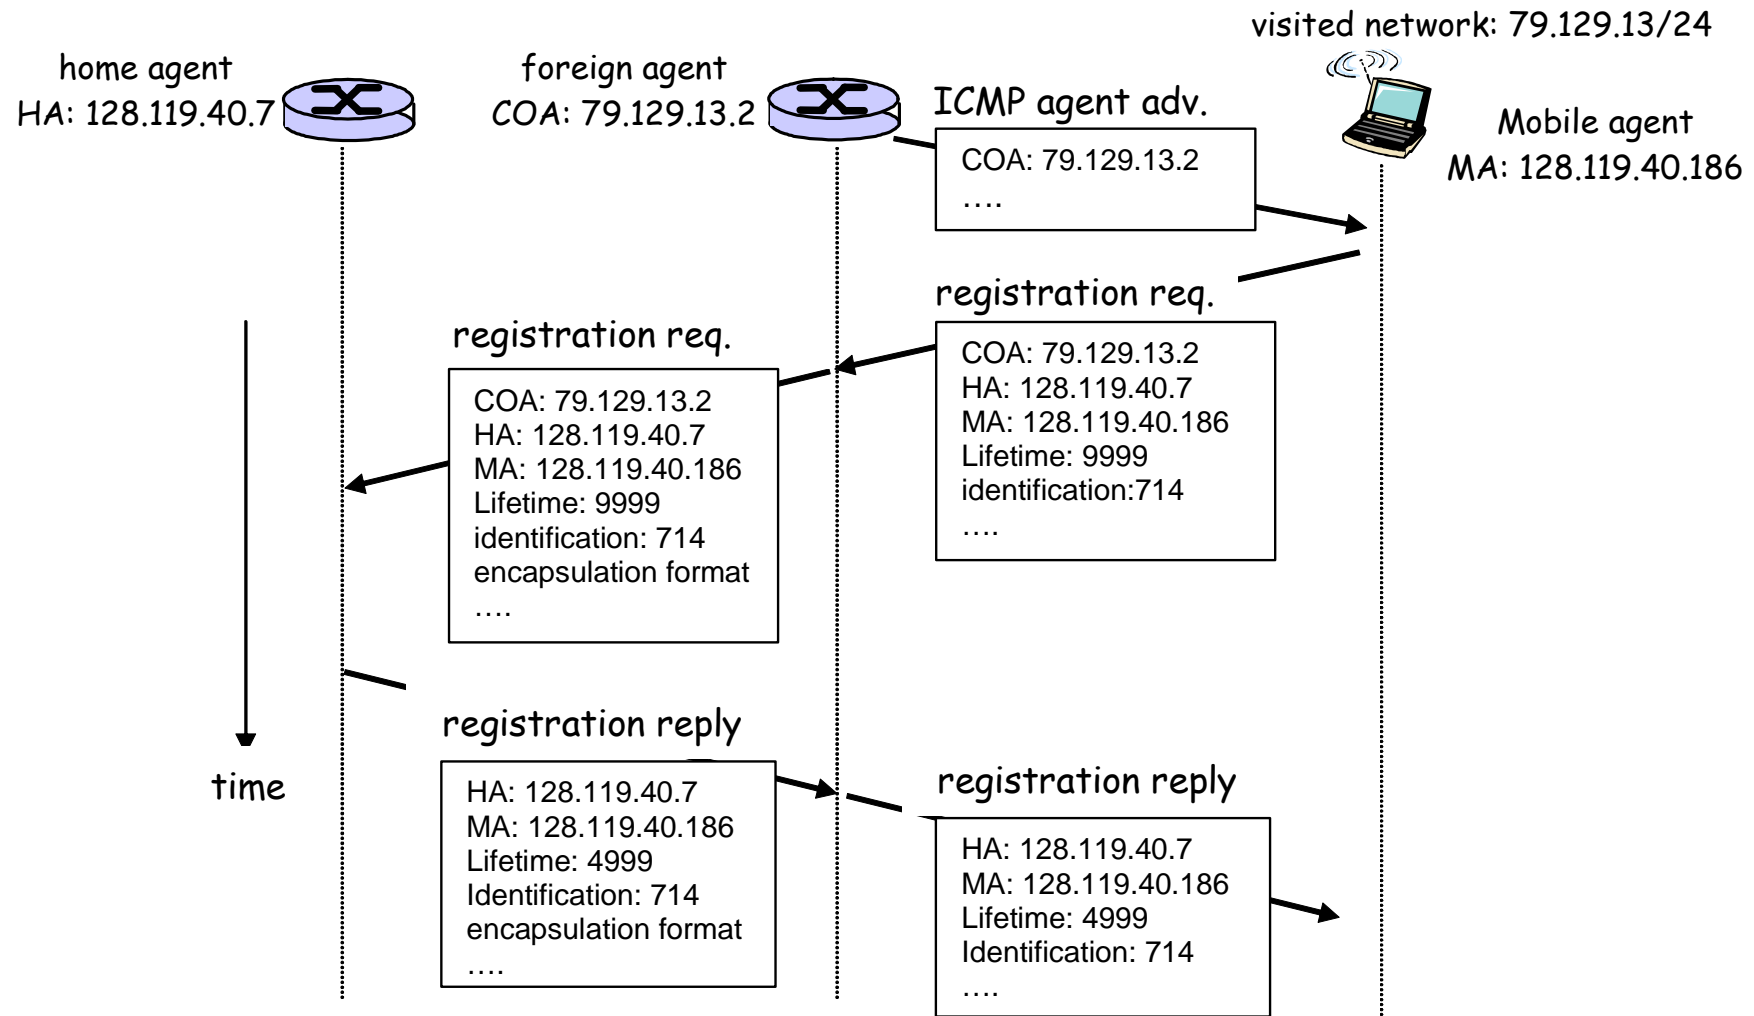 visited network: 79.129.13/24
home agent
HA: 128.119.40.7
foreign agent
COA: 79.129.13.2
ICMP agent adv.
COA: 79.129.13.2
….
Mobile agent
MA: 128.119.40.186
registration req.
COA: 79.129.13.2
HA: 128.119.40.7
MA: 128.119.40.186
Lifetime: 9999
identification:714
….
registration req.
COA: 79.129.13.2
HA: 128.119.40.7
MA: 128.119.40.186
Lifetime: 9999
identification: 714
encapsulation format
….
time
registration reply
HA: 128.119.40.7
MA: 128.119.40.186
Lifetime: 4999
Identification: 714
encapsulation format
….
registration reply
HA: 128.119.40.7
MA: 128.119.40.186
Lifetime: 4999
Identification: 714
….